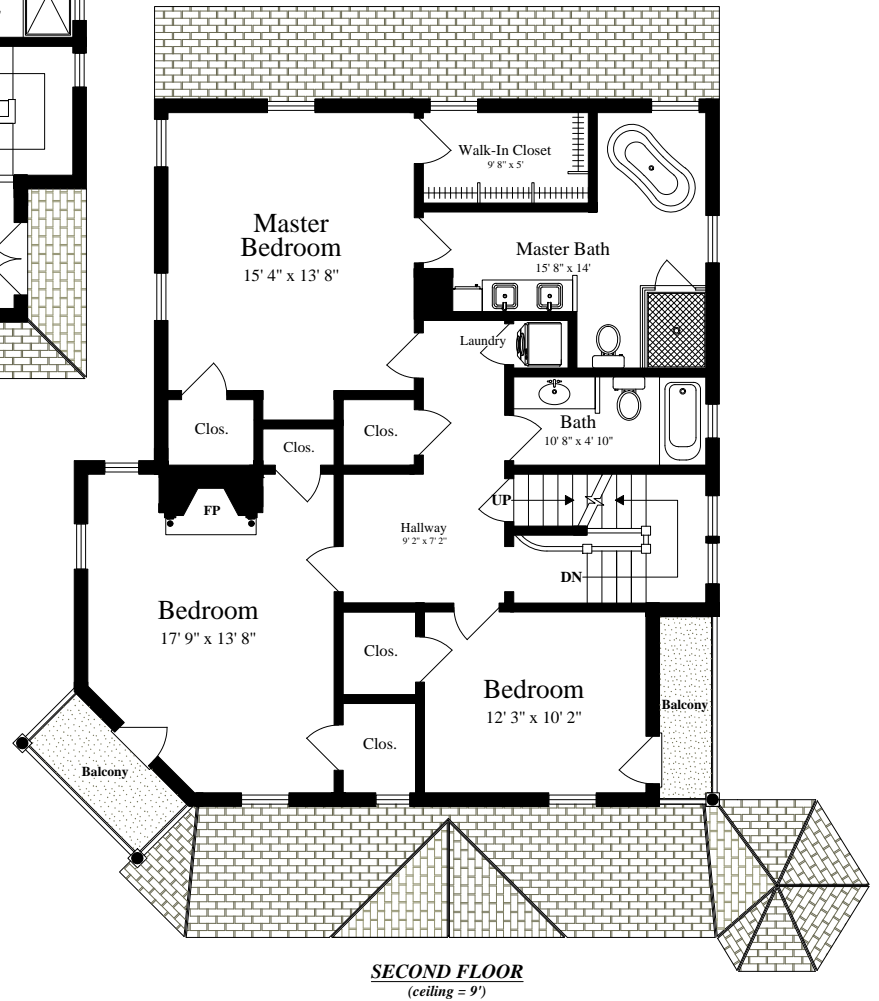 Walk-In Closet
9' 8" x 5'
Master
Bedroom
15' 4" x 13' 8"
Master Bath
15' 8" x 14'
Laundry
Clos.
Clos.
Clos.
Bath
10' 8" x 4' 10"
FP
UP
Hallway
9' 2" x 7' 2"
DN
Bedroom
17' 9" x 13' 8"
Clos.
Bedroom
12' 3" x 10' 2"
Balcony
Clos.
Balcony
SECOND FLOOR
(ceiling = 9')